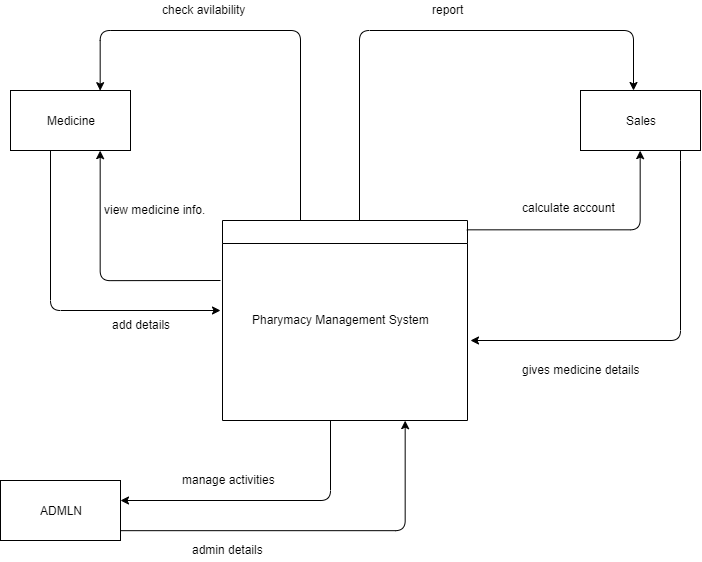 check avilability
report
Medicine
Sales
view medicine info.
calculate account
Pharymacy Management System
add details
gives medicine details
manage activities
ADMLN
admin details